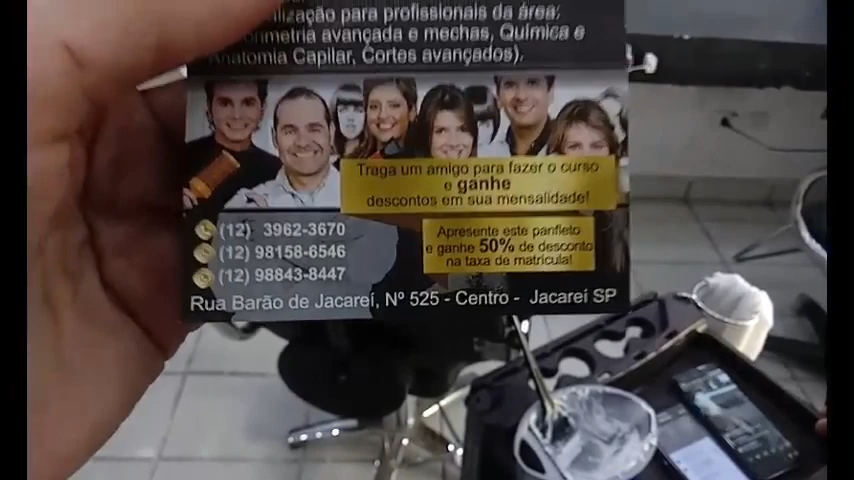 para profissionais da área:
avançada e mechas, Química e
Anatomia Capilar, Cortes avançados).
Traga um amigo para fazer o curso
e ganhe
descontos em sua mensalidade!
(12) 3962-3670
(12) 98158-6546
(12) 98843-8447
Apresente este panfleto
e ganhe 50% de desconto
na taxa de matrícula!
Rua Barão de Jacareí, Nº 525 - Centro - Jacareí SP